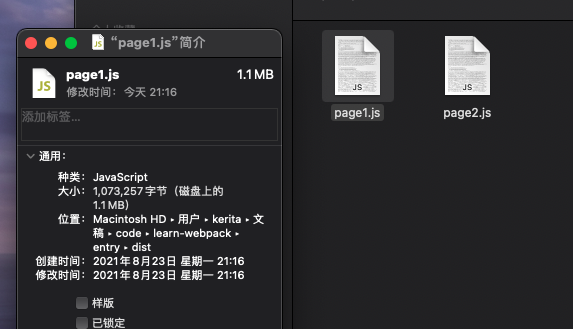 “page1.js”简介
page1.js
1.1 MB
修改时间：今天 21:16
添加标签...
通用：
种类：JavaScript
大小：1,073,257 字节（磁盘上的
1.1 MB）
位置：Macintosh HD ▸ 用户 ▸ kerita ▸ 文
稿 ▸ code ▸ learn-webpack ▸
entry ▸ dist
创建时间：2021年8月23日 星期一 21:16
修改时间：2021年8月23日 星期一 21:16
样版
已锁定
JS
page1.js
JS
page2.js